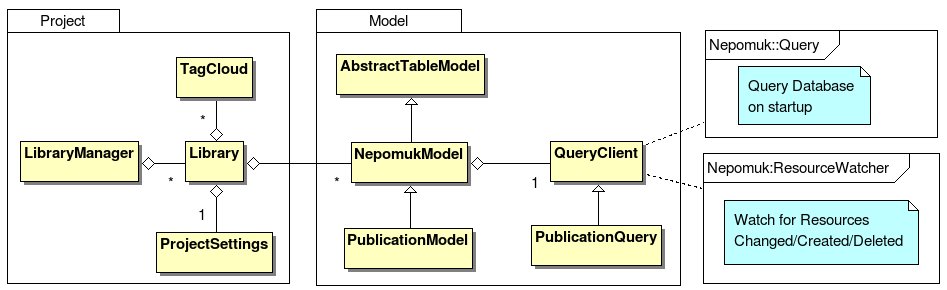 Project
Model
Nepomuk::Query
Query Database
on startup
TagCloud
*
AbstractTableModel
LibraryManager
*
Library
*
NepomukModel
1
QueryClient
Nepomuk:ResourceWatcher
Watch for Resources
Changed/Created/Deleted
1
ProjectSettings
PublicationModel
PublicationQuery